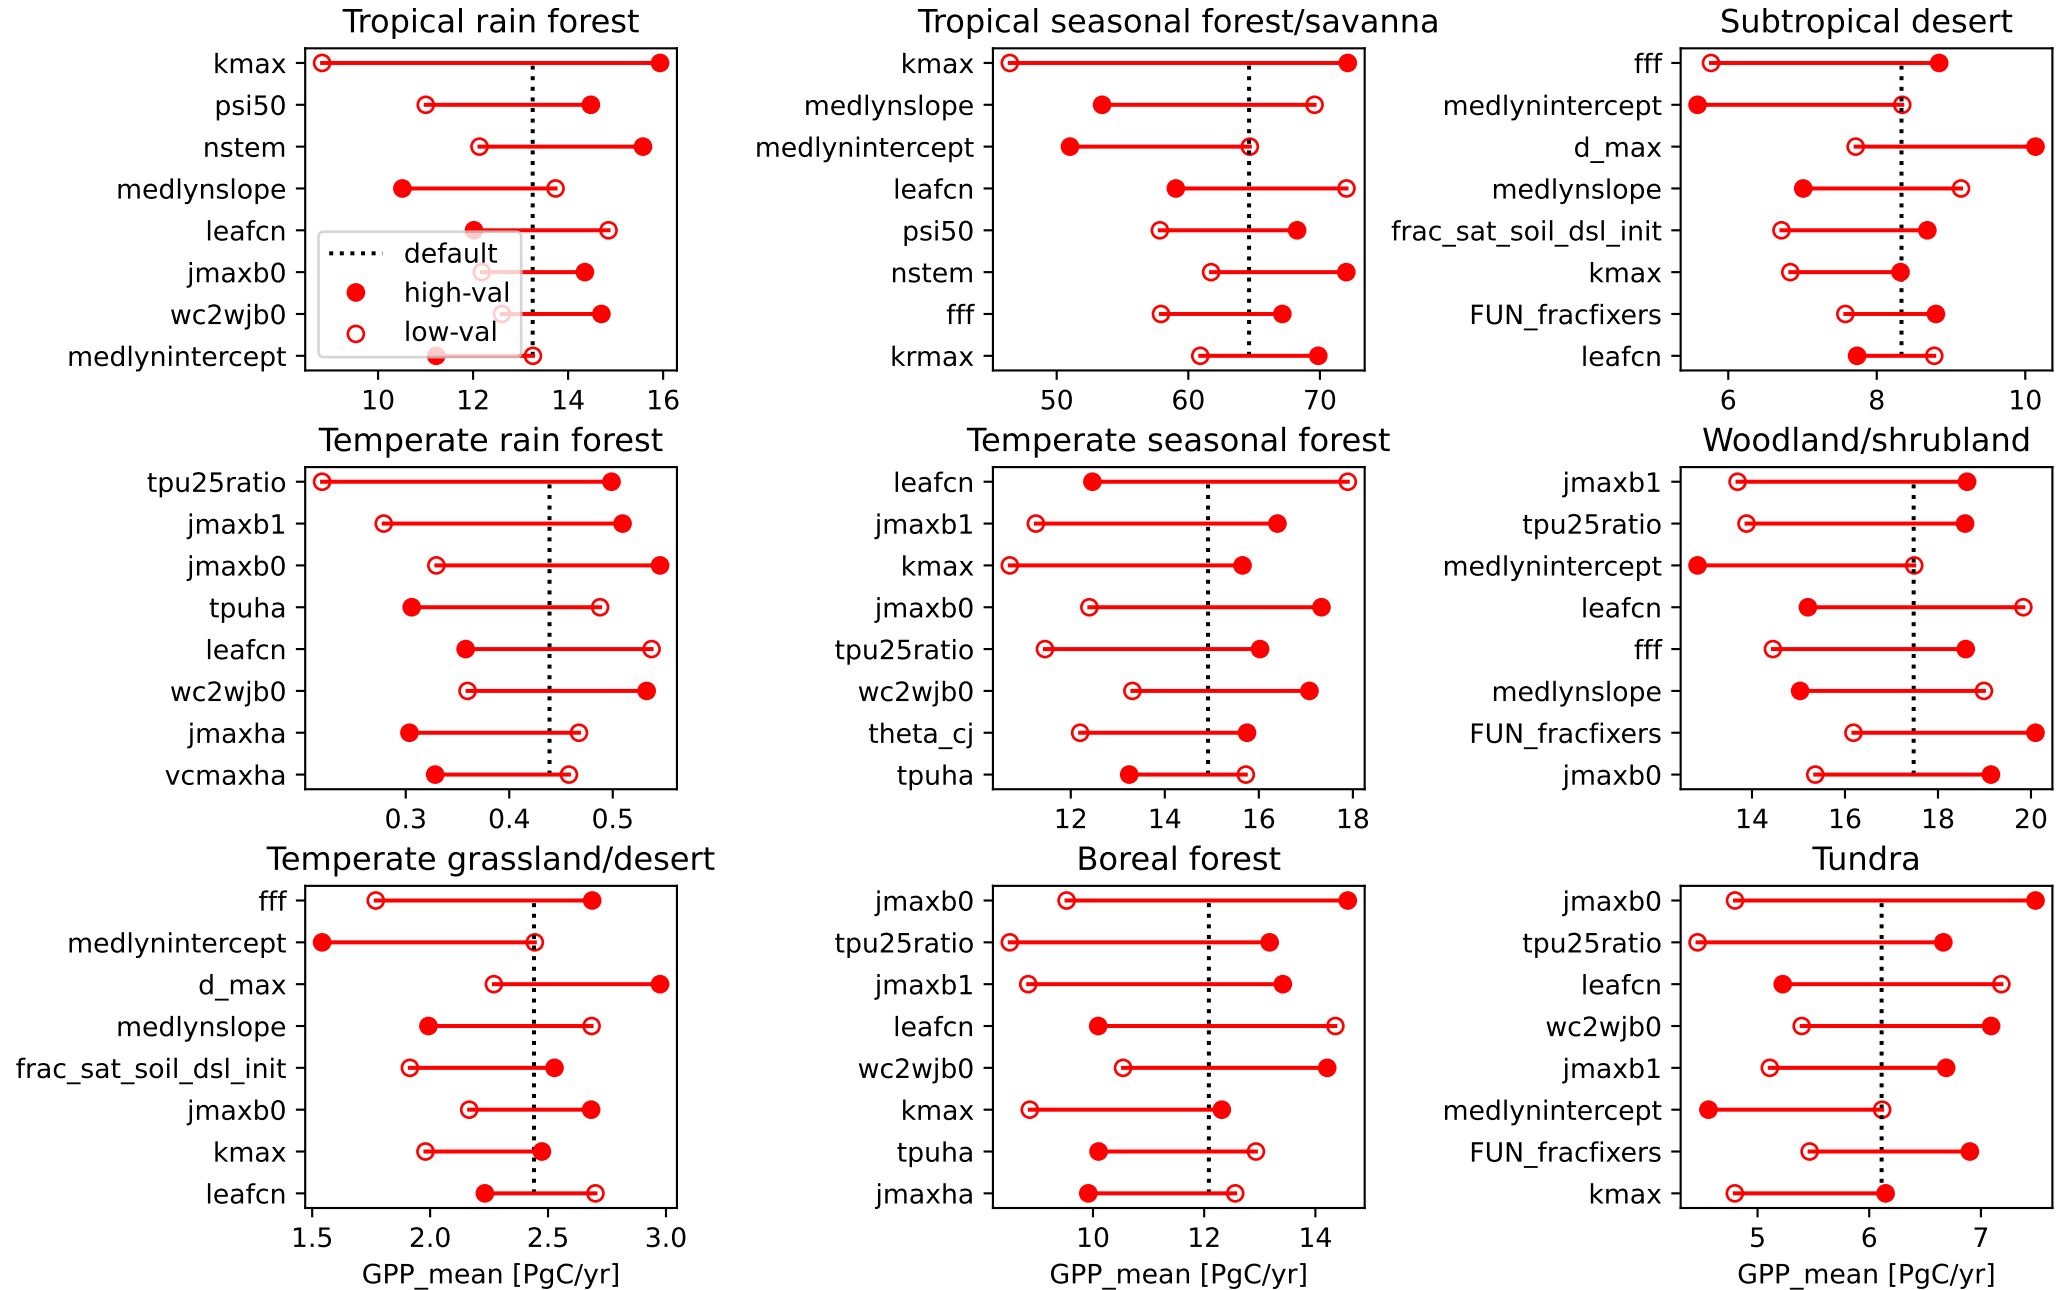 Tropical rain forest
kmax
psi50
nstem
medlynslope
leafcn
jmaxb0
wc2wjb0
medlynintercept
default
high-val
low-val
10 12 14 16
Tropical seasonal forest/savanna
kmax
medlynslope
medlynintercept
leafcn
psi50
nstem
fff
krmax
50 60 70
Subtropical desert
fff
medlynintercept
d_max
medlynslope
frac_sat_soil_dsl_init
kmax
FUN_fracfixers
leafcn
6 8 10
Temperate rain forest
tpu25ratio
jmaxb1
jmaxb0
tpuha
leafcn
wc2wjb0
jmaxha
vcmaxha
0.3 0.4 0.5
Temperate seasonal forest
leafcn
jmaxb1
kmax
jmaxb0
tpu25ratio
wc2wjb0
theta_cj
tpuha
12 14 16 18
Woodland/shrubland
jmaxb1
tpu25ratio
medlynintercept
leafcn
fff
medlynslope
FUN_fracfixers
jmaxb0
14 16 18 20
Temperate grassland/desert
fff
medlynintercept
d_max
medlynslope
frac_sat_soil_dsl_init
jmaxb0
kmax
leafcn
1.5 2.0 2.5 3.0
GPP_mean [PgC/yr]
Boreal forest
jmaxb0
tpu25ratio
jmaxb1
leafcn
wc2wjb0
kmax
tpuha
jmaxha
10 12 14
GPP_mean [PgC/yr]
Tundra
jmaxb0
tpu25ratio
leafcn
wc2wjb0
jmaxb1
medlynintercept
FUN_fracfixers
kmax
5 6 7
GPP_mean [PgC/yr]